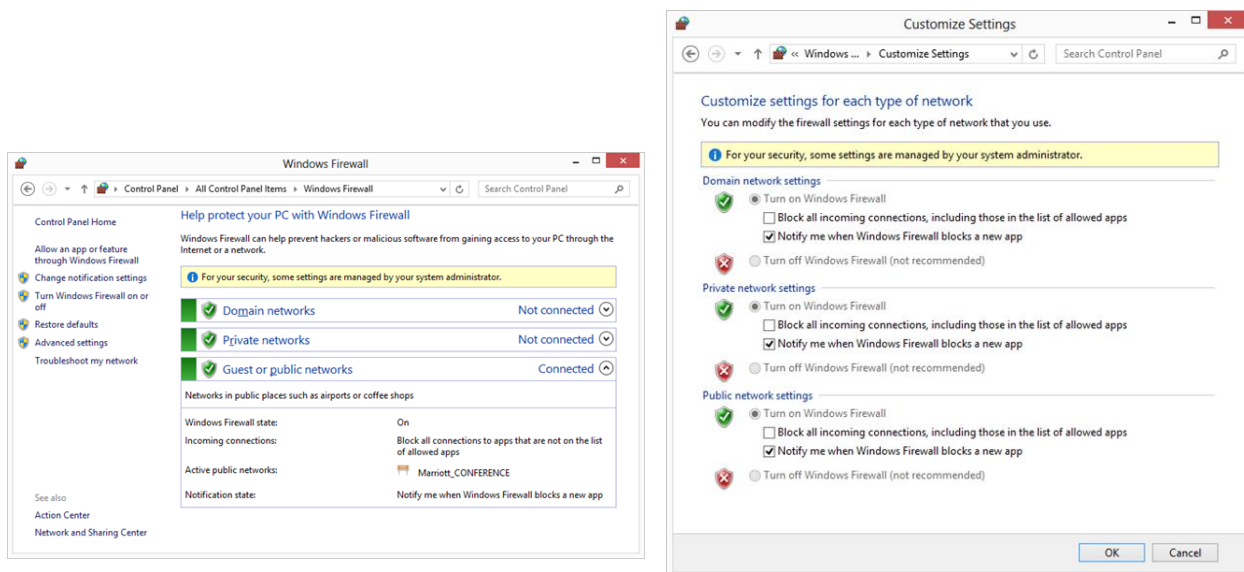 Windows Firewall
Control Panel ▸ All Control Panel Items ▸ Windows Firewall
Search Control Panel
Control Panel Home
Allow an app or feature
through Windows Firewall
Change notification settings
Turn Windows Firewall on or
off
Restore defaults
Advanced settings
Troubleshoot my network
See also
Action Center
Network and Sharing Center
Help protect your PC with Windows Firewall
Windows Firewall can help prevent hackers or malicious software from gaining access to your PC through the
Internet or a network.
For your security, some settings are managed by your system administrator.
Domain networks Not connected
Private networks Not connected
Guest or public networks Connected
Networks in public places such as airports or coffee shops
Windows Firewall state: On
Incoming connections: Block all connections to apps that are not on the list
of allowed apps
Active public networks: Marriott_CONFERENCE
Notification state: Notify me when Windows Firewall blocks a new app
Customize Settings
« Windows ... ▸ Customize Settings
Search Control Panel
Customize settings for each type of network
You can modify the firewall settings for each type of network that you use.
For your security, some settings are managed by your system administrator.
Domain network settings
Turn on Windows Firewall
Block all incoming connections, including those in the list of allowed apps
Notify me when Windows Firewall blocks a new app
Turn off Windows Firewall (not recommended)
Private network settings
Turn on Windows Firewall
Block all incoming connections, including those in the list of allowed apps
Notify me when Windows Firewall blocks a new app
Turn off Windows Firewall (not recommended)
Public network settings
Turn on Windows Firewall
Block all incoming connections, including those in the list of allowed apps
Notify me when Windows Firewall blocks a new app
Turn off Windows Firewall (not recommended)
OK Cancel